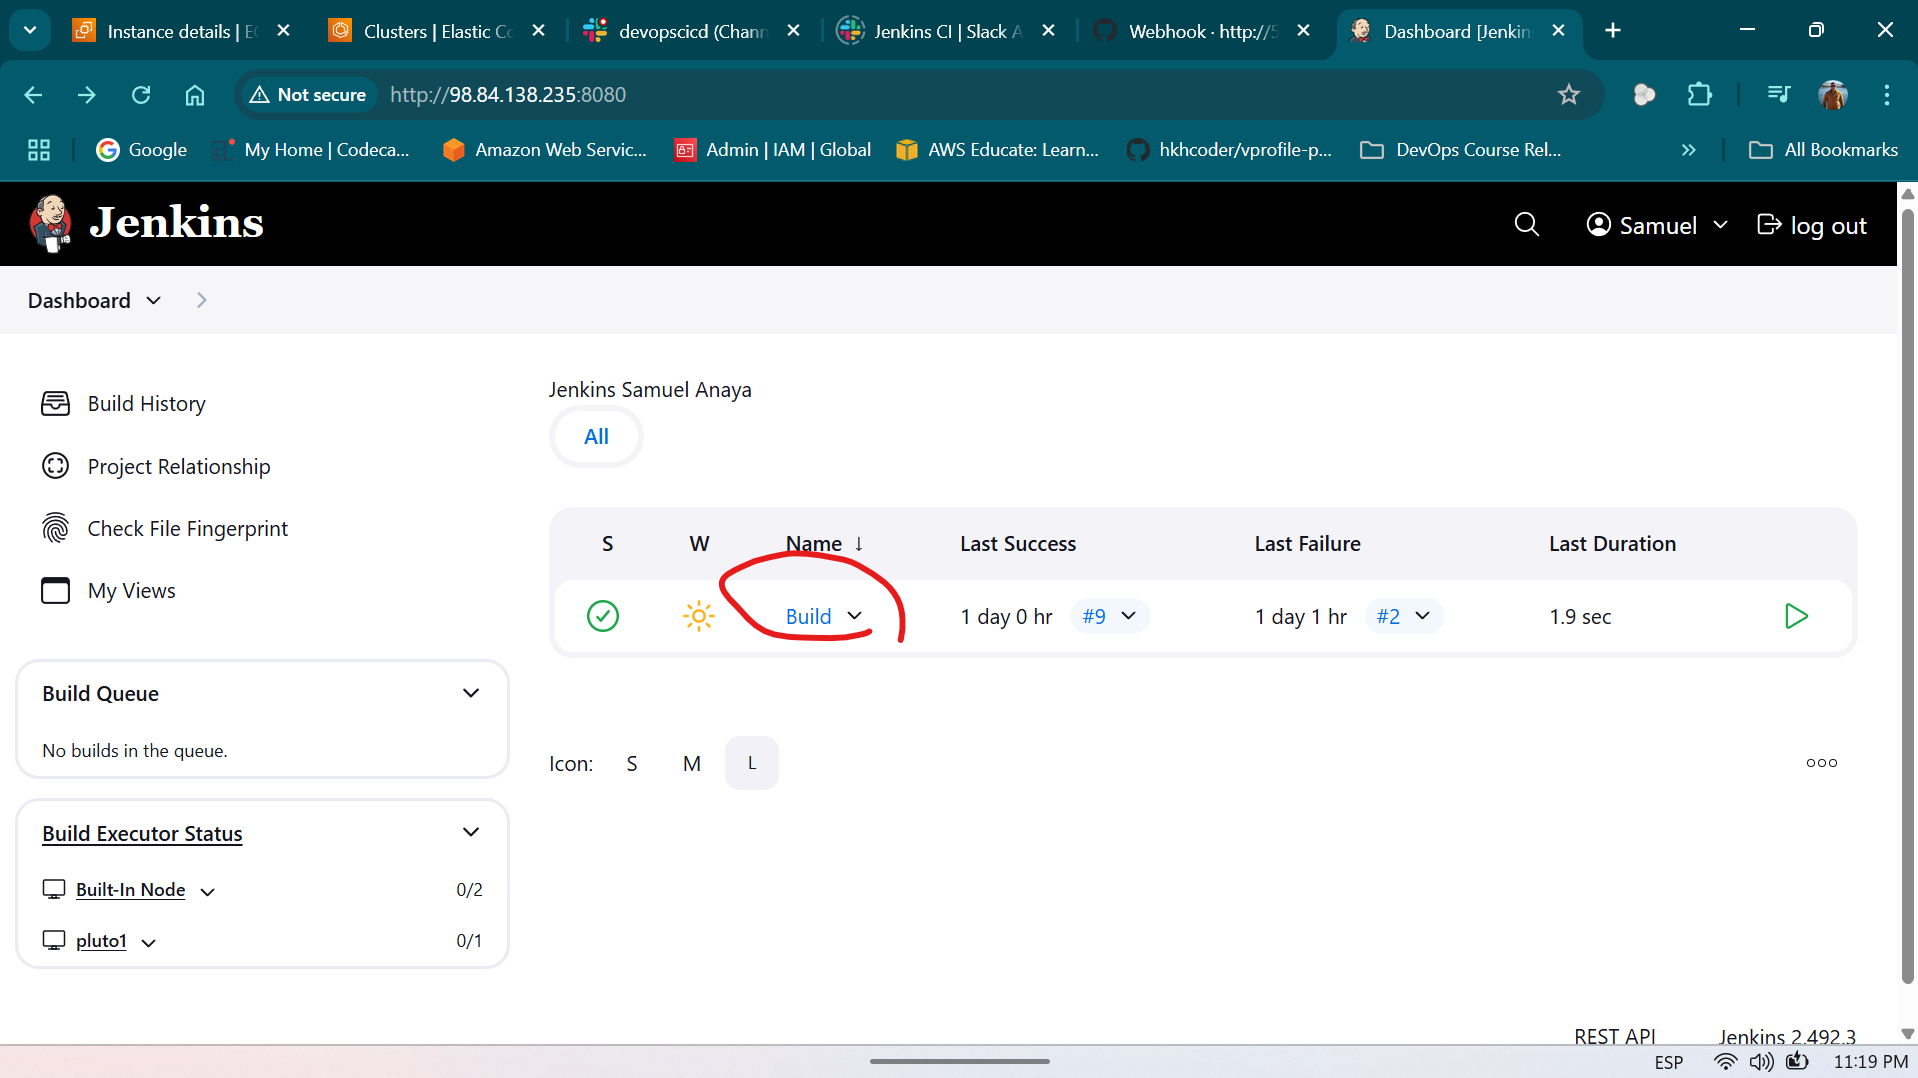 Instance details | EC
Clusters | Elastic Co
devopscicd (Chann
Jenkins CI | Slack A
Webhook · http://5
Dashboard [Jenkin
Not secure
http://98.84.138.235:8080
Google
My Home | Codeca...
Amazon Web Servic...
Admin | IAM | Global
AWS Educate: Learn...
hkhcoder/vprofile-p...
DevOps Course Rel...
»
All Bookmarks
Jenkins
Samuel
log out
Dashboard
Build History
Project Relationship
Check File Fingerprint
My Views
Build Queue
No builds in the queue.
Build Executor Status
Built-In Node 0/2
pluto1 0/1
Jenkins Samuel Anaya
All
S W Name ↓ Last Success Last Failure Last Duration
Build 1 day 0 hr #9 1 day 1 hr #2 1.9 sec
Icon: S M L
REST API Jenkins 2.492.3
ESP 11:19 PM